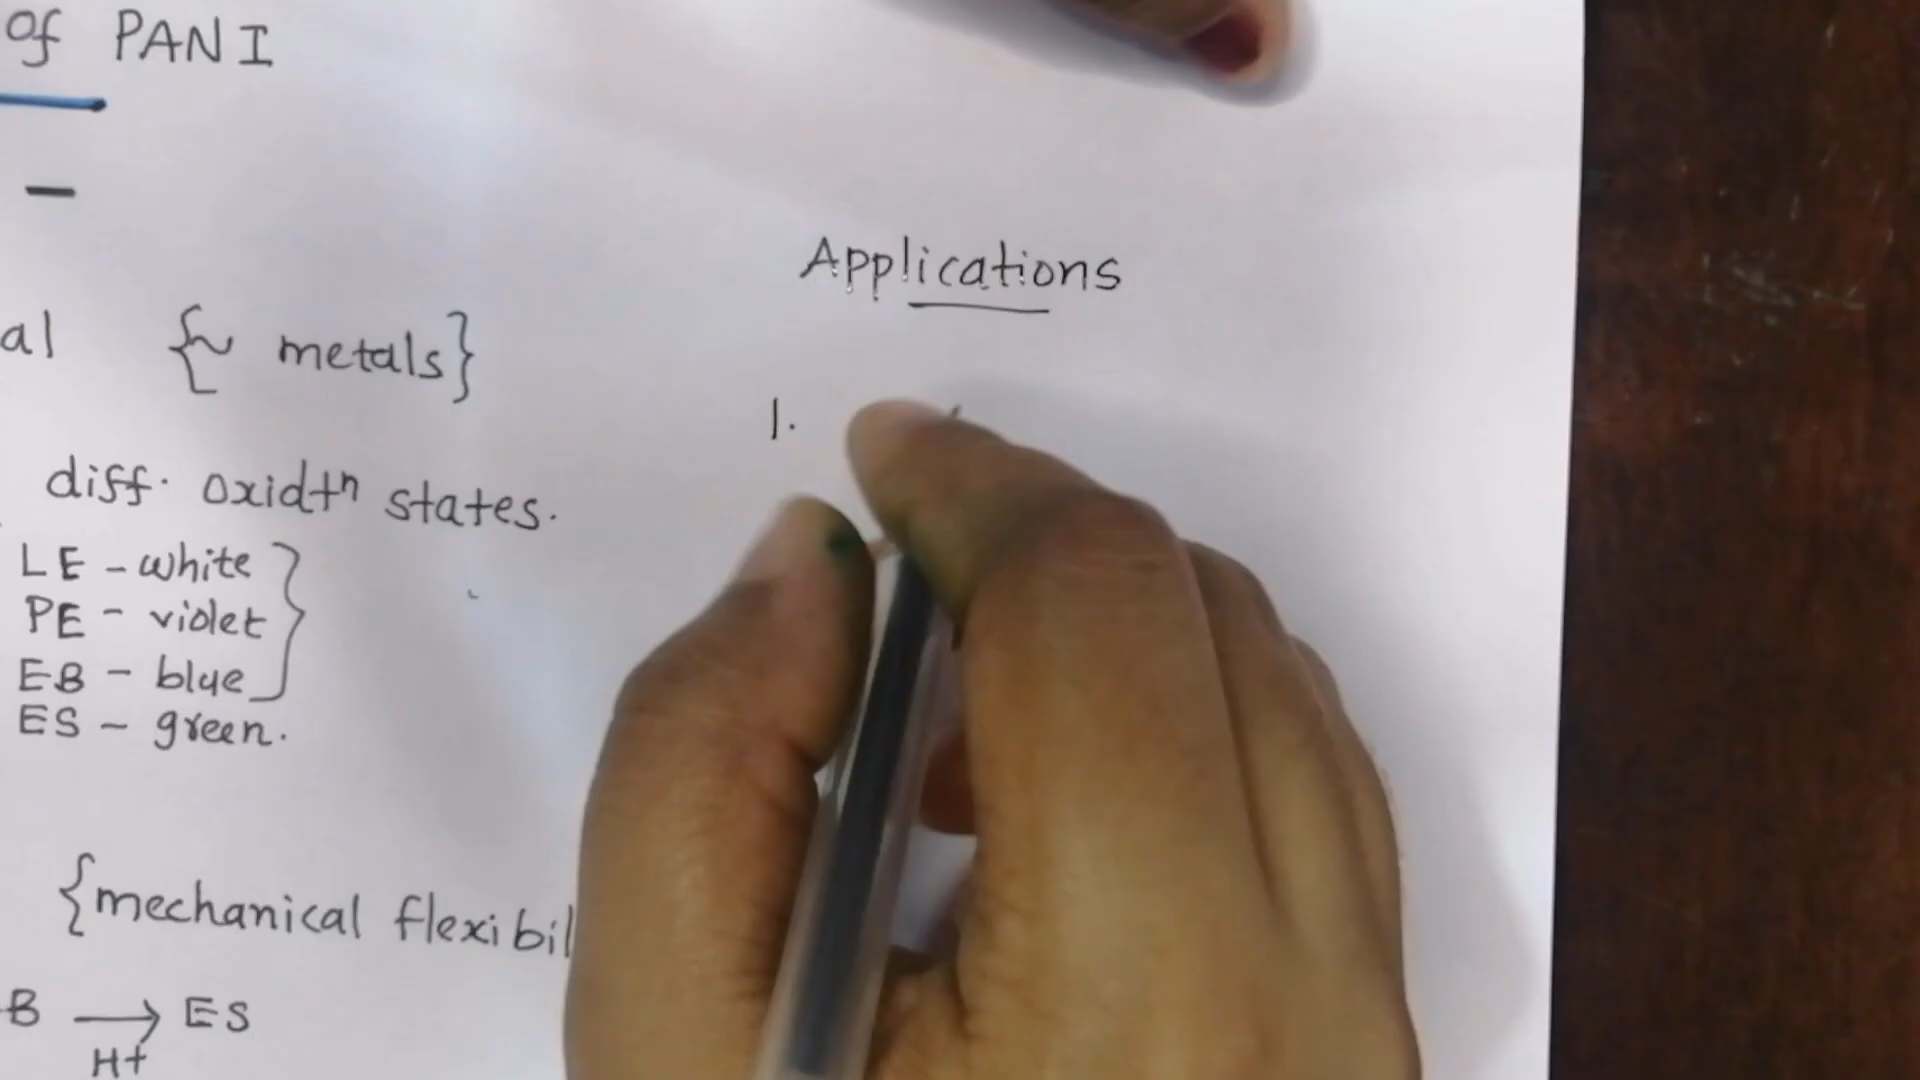 of PANI
–
Applications
al {~ metals}
1.
diff. oxidtⁿ states.
LE – white
PE – violet
EB – blue
ES – green.
{mechanical flexibil
B → ES
H+